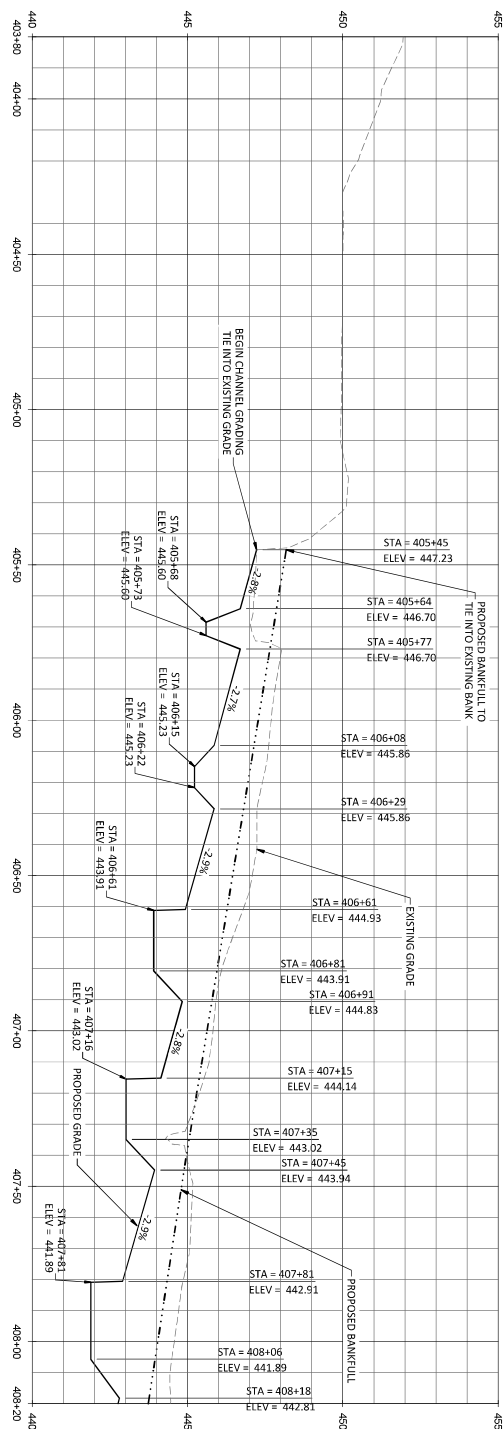 440
445
450
455
403+80
404+00
404+50
405+00
405+50
406+00
406+50
407+00
407+50
408+00
408+20
440
445
450
455
BEGIN CHANNEL GRADING
TIE INTO EXISTING GRADE
PROPOSED BANKFULL TO
TIE INTO EXISTING BANK
STA = 405+45
ELEV = 447.23
-2.8%
STA = 405+64
ELEV = 446.70
STA = 405+68
ELEV = 445.60
STA = 405+73
ELEV = 445.60
STA = 405+77
ELEV = 446.70
-2.7%
STA = 406+08
ELEV = 445.86
STA = 406+15
ELEV = 445.23
STA = 406+22
ELEV = 445.23
STA = 406+29
ELEV = 445.86
-2.9%
EXISTING GRADE
STA = 406+61
ELEV = 444.93
STA = 406+61
ELEV = 443.91
STA = 406+81
ELEV = 443.91
STA = 406+91
ELEV = 444.83
-2.8%
STA = 407+15
ELEV = 444.14
STA = 407+16
ELEV = 443.02
STA = 407+35
ELEV = 443.02
STA = 407+45
ELEV = 443.94
PROPOSED GRADE
-2.9%
PROPOSED BANKFULL
STA = 407+81
ELEV = 442.91
STA = 407+81
ELEV = 441.89
STA = 408+06
ELEV = 441.89
STA = 408+18
ELEV = 442.81